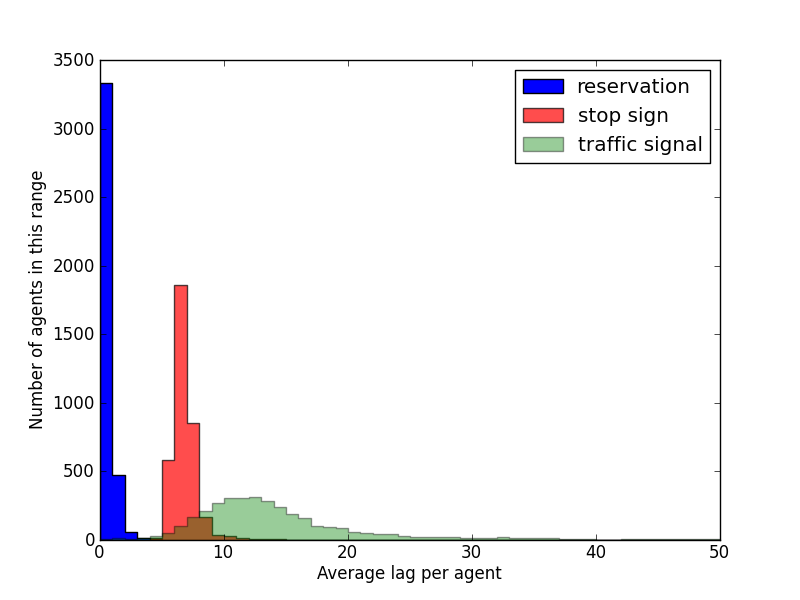 3500
3000
2500
2000
1500
1000
500
0
Number of agents in this range
reservation
stop sign
traffic signal
0 10 20 30 40 50
Average lag per agent